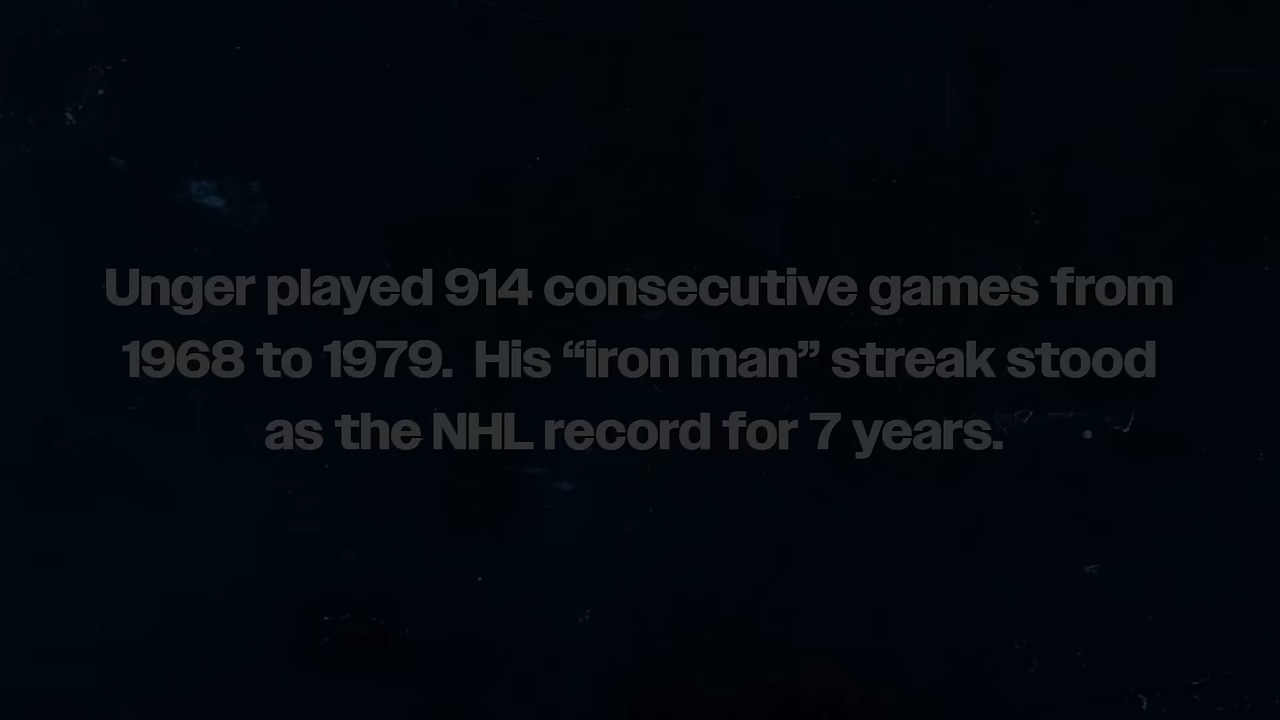 Unger played 914 consecutive games from
1968 to 1979.  His “iron man” streak stood
as the NHL record for 7 years.